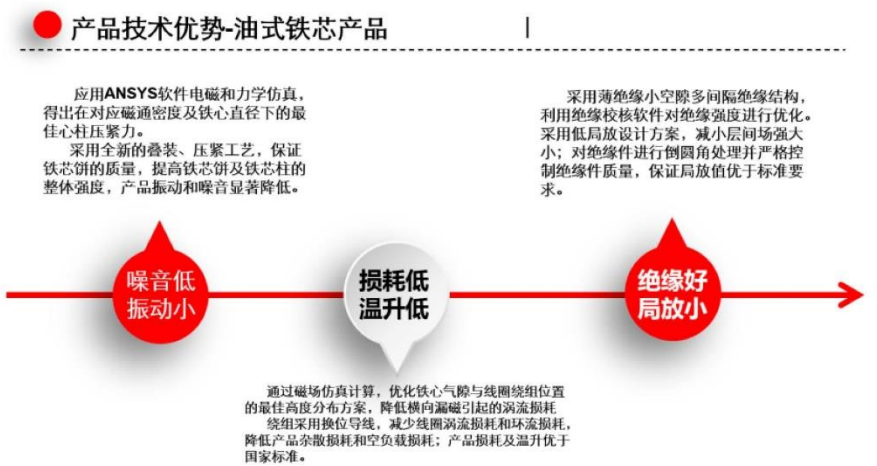 产品技术优势-油式铁芯产品
应用ANSYS软件电磁和力学仿真，
得出在对应磁通密度及铁心直径下的最
佳心柱压紧力。
采用全新的叠装、压紧工艺，保证
铁芯饼的质量，提高铁芯饼及铁芯柱的
整体强度，产品振动和噪音显著降低。
采用薄绝缘小空隙多间隔绝缘结构，
利用绝缘校核软件对绝缘强度进行优化。
采用低局放设计方案，减小层间场强大
小；对绝缘件进行倒圆角处理并严格控
制绝缘件质量，保证局放值优于标准要
求。
噪音低
振动小
损耗低
温升低
绝缘好
局放小
通过磁场仿真计算，优化铁心气隙与线圈绕组位置
的最佳高度分布方案，降低横向漏磁引起的涡流损耗
绕组采用换位导线，减少线圈涡流损耗和环流损耗，
降低产品杂散损耗和空负载损耗；产品损耗及温升优于
国家标准。